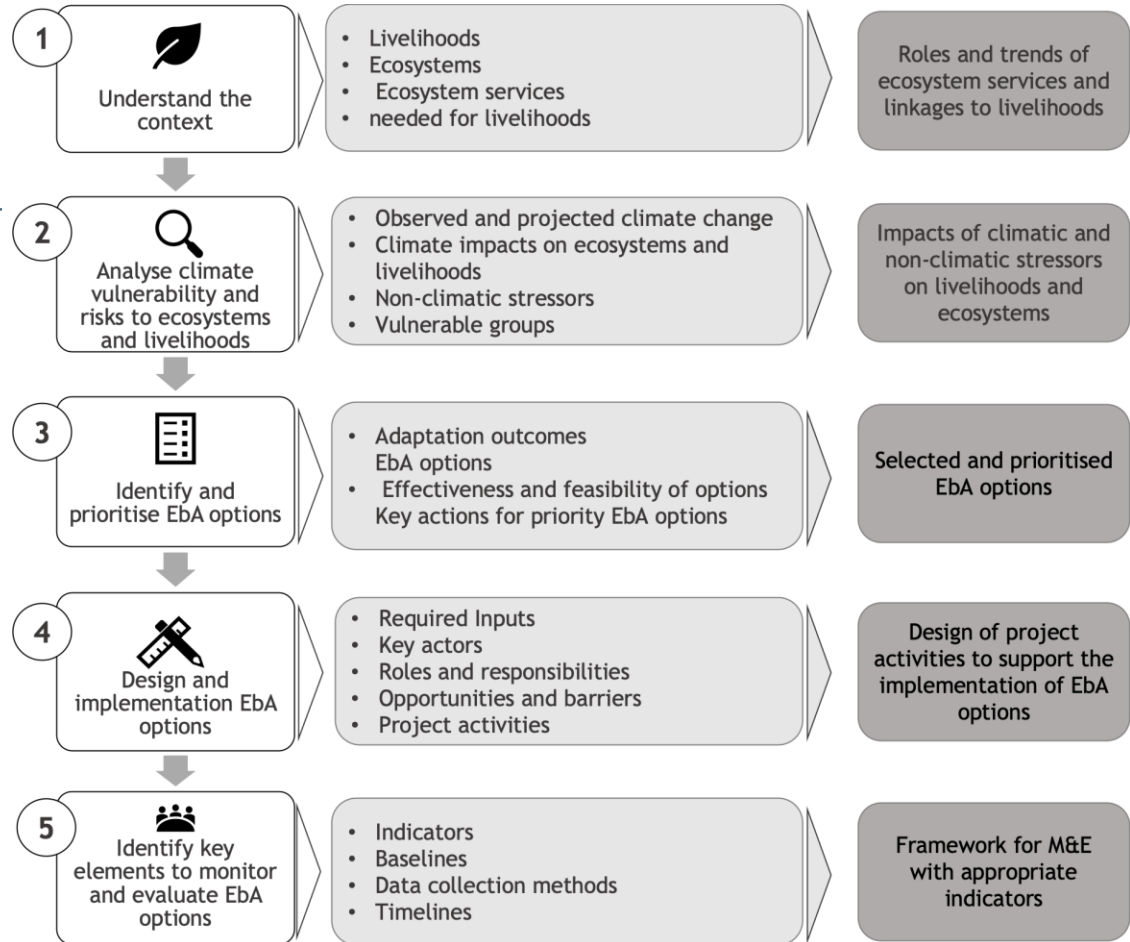 1
Understand the
context
• Livelihoods
• Ecosystems
• Ecosystem services
• needed for livelihoods
Roles and trends of
ecosystem services and
linkages to livelihoods
2
Analyse climate
vulnerability and
risks to ecosystems
and livelihoods
• Observed and projected climate change
• Climate impacts on ecosystems and
livelihoods
• Non-climatic stressors
• Vulnerable groups
Impacts of climatic and
non-climatic stressors
on livelihoods and
ecosystems
3
Identify and
prioritise EbA options
• Adaptation outcomes
EbA options
• Effectiveness and feasibility of options
Key actions for priority EbA options
Selected and prioritised
EbA options
4
Design and
implementation EbA
options
• Required Inputs
• Key actors
• Roles and responsibilities
• Opportunities and barriers
• Project activities
Design of project
activities to support the
implementation of EbA
options
5
Identify key
elements to monitor
and evaluate EbA
options
• Indicators
• Baselines
• Data collection methods
• Timelines
Framework for M&E
with appropriate
indicators